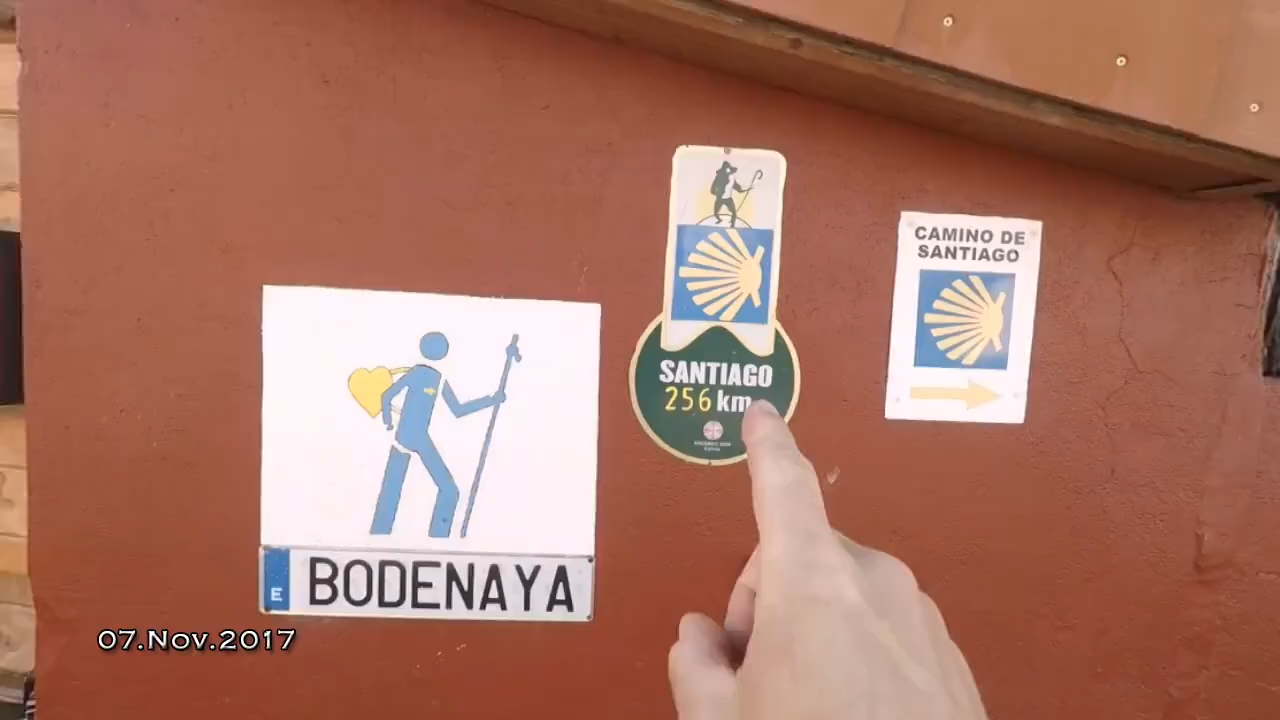 CAMINO DE
SANTIAGO
SANTIAGO
256 km
E BODENAYA
07.Nov.2017